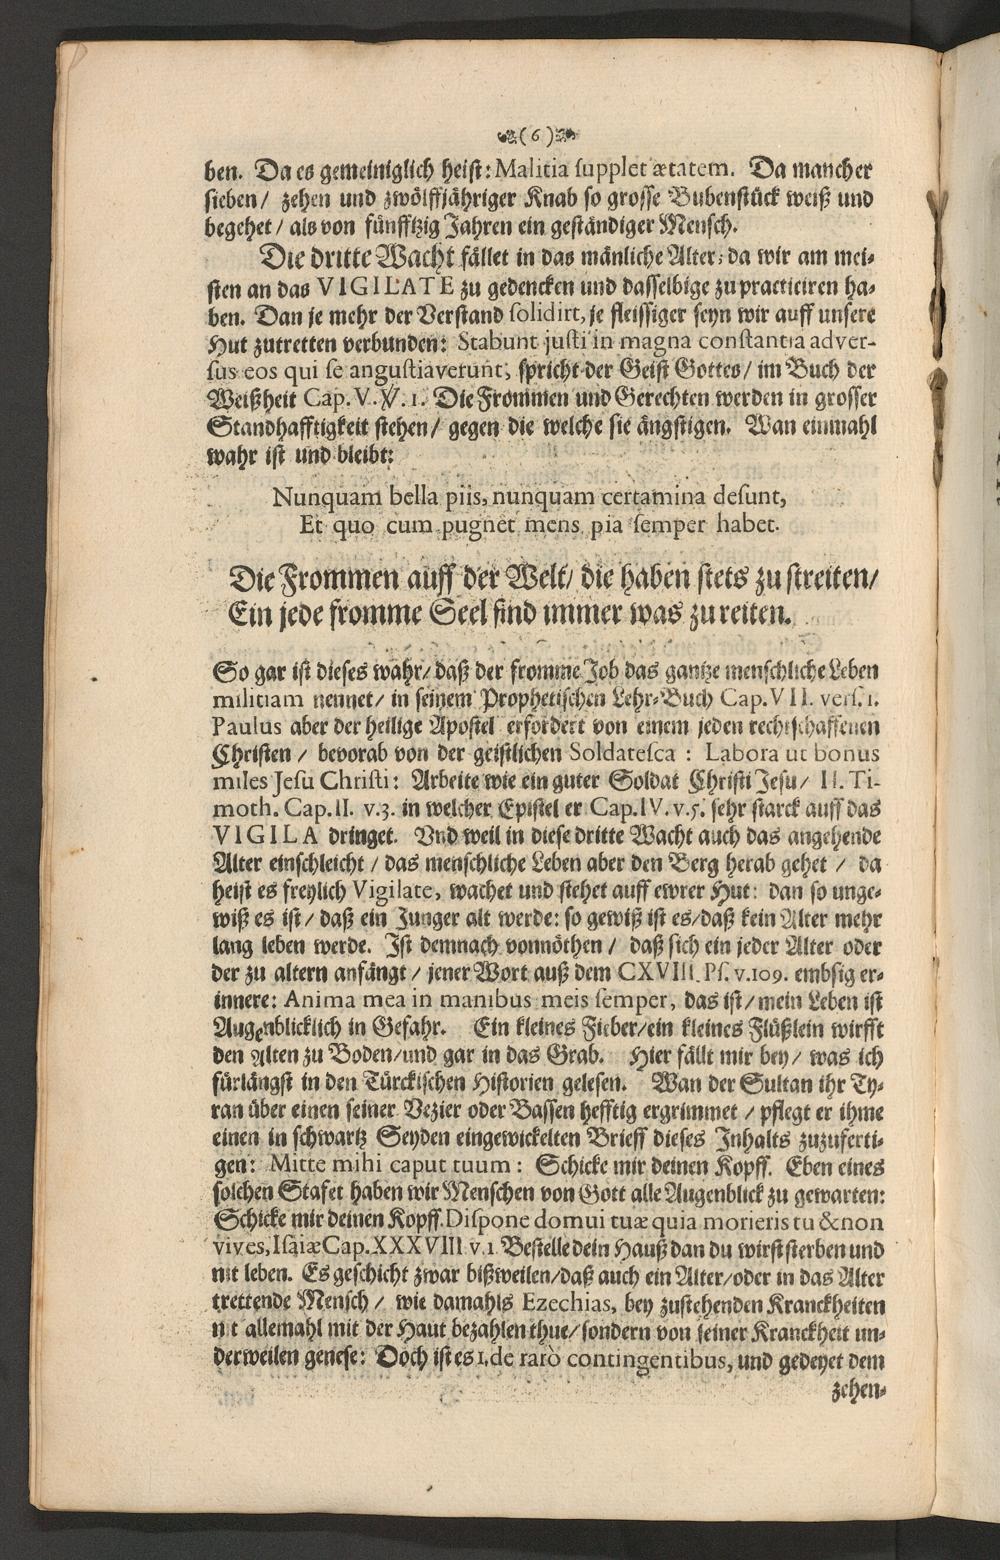 (6)
ben. Da es gemeiniglich heist: Malitia supplet ætatem. Da mancher
sieben/ zehen und zwölffjähriger Knab so grosse Bubenstück weiß und
begehet/ als von fünfftzig Jahren ein geständiger Mensch.
Die dritte Wacht fället in das mänliche Alter, da wir am mei-
sten an das VIGILATE zu gedencken und dasselbige zu practiciren ha-
ben. Dan je mehr der Verstand solidirt, je fleissiger seyn wir auff unsere
Hut zutretten verbunden: Stabunt justi in magna constantia adver-
sus eos qui se angustiaverunt, spricht der Geist Gottes/ im Buch der
Weißheit Cap. V. V. 1. Die Frommen und Gerechten werden in grosser
Standhafftigkeit stehen/ gegen die welche sie ängstigen. Wan einmahl
wahr ist und bleibt:
Nunquam bella piis, nunquam certamina desunt,
Et quo cum pugnet mens pia semper habet.
Die Frommen auff der Welt/ die haben stets zu streiten/
Ein jede fromme Seel find immer was zu reiten.
So gar ist dieses wahr/ daß der fromme Job das gantze menschliche Leben
militiam nennet/ in seinem Prophetischen Lehr-Buch Cap. VII. vers. 1.
Paulus aber der heilige Apostel erfordert von einem jeden rechtschaffenen
Christen/ bevorab von der geistlichen Soldatesca: Labora ut bonus
miles Jesu Christi: Arbeite wie ein guter Soldat Christi Jesu/ II. Ti-
moth. Cap. II. v.3. in welcher Epistel er Cap. IV. v.5. sehr starck auff das
VIGILA dringet. Vnd weil in diese dritte Wacht auch das angehende
Alter einschleicht/ das menschliche Leben aber den Berg herab gehet/ da
heist es freylich Vigilate, wachet und stehet auff ewrer Hut: dan so unge-
wiß es ist/ daß ein Junger alt werde: so gewiß ist es/ daß kein Alter mehr
lang leben werde. Ist demnach vonnöthen/ daß sich ein jeder Alter oder
der zu altern anfängt/ jener Wort auß dem CXVIII. Ps. v.109. embsig er-
innere: Anima mea in manibus meis semper, das ist/ mein Leben ist
Augenblicklich in Gefahr. Ein kleines Fieber/ ein kleines Flüßlein wirfft
den Alten zu Boden/ und gar in das Grab. Hier fällt mir bey/ was ich
fürlängst in den Türckischen Historien gelesen. Wan der Sultan ihr Ty-
ran über einen seiner Vezier oder Bassen hefftig ergrimmet/ pflegt er ihme
einen in schwartz Seyden eingewickelten Brieff dieses Inhalts zuzuferti-
gen: Mitte mihi caput tuum: Schicke mir deinen Kopff. Eben eines
solchen Stafet haben wir Menschen von Gott alle Augenblick zu gewarten:
Schicke mir deinen Kopff. Dispone domui tuæ quia morieris tu & non
vives, Isaiæ Cap. XXXVIII v. 1 Bestelle dein Hauß dan du wirst sterben und
nit leben. Es geschicht zwar bißweilen/ daß auch ein Alter/ oder in das Alter
trettende Mensch/ wie damahls Ezechias, bey zustehenden Kranckheiten
nit allemahl mit der Haut bezahlen thue/ sondern von seiner Kranckheit un-
derweilen genese: Doch ist es 1. de rarò contingentibus, und gedeyet dem
zehen-